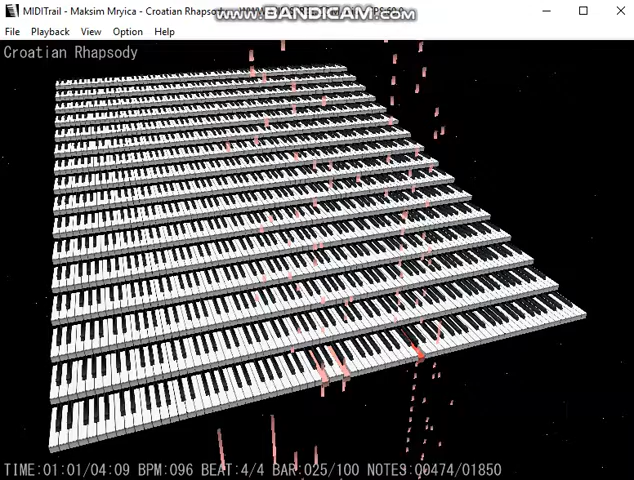 MIDITrail - Maksim Mryica - Croatian Rhapsody
www.BANDICAM.com
File Playback View Option Help
Croatian Rhapsody
TIME:01:01/04:09 BPM:096 BEAT:4/4 BAR:025/100 NOTES:00474/01850